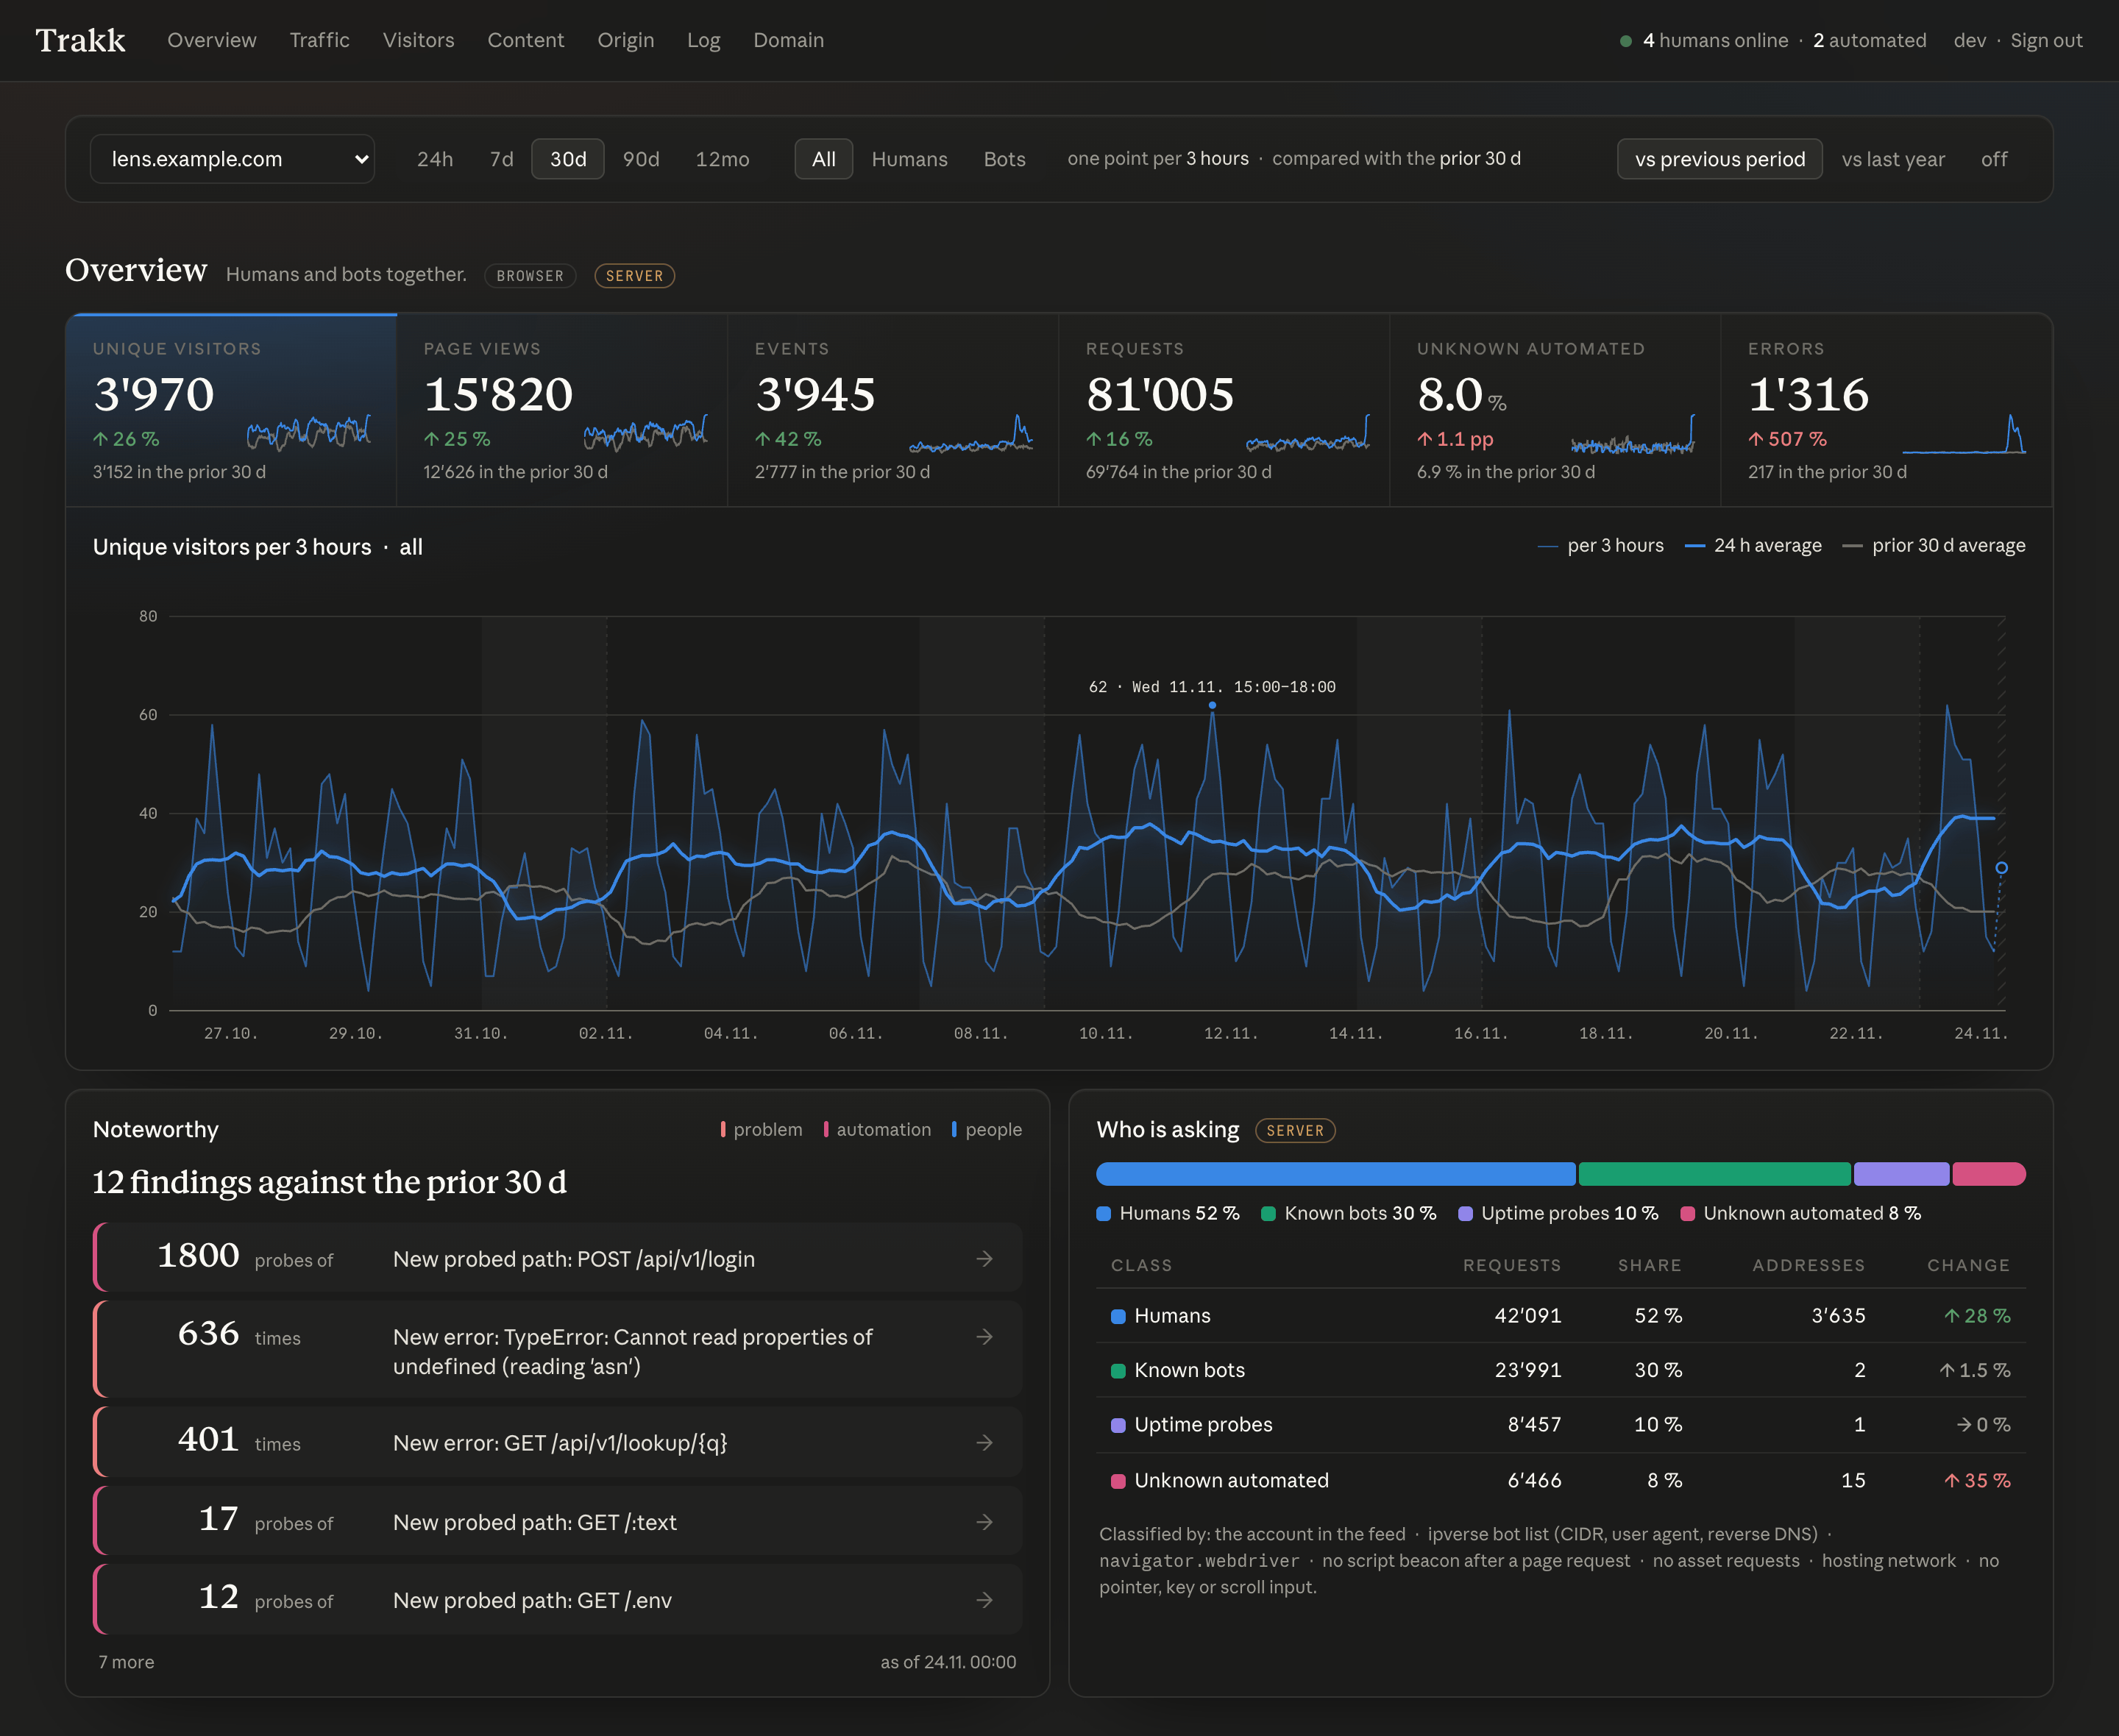 Trakk Overview Traffic Visitors Content Origin Log Domain 4 humans online · 2 automated dev · Sign out
lens.example.com 24h 7d 30d 90d 12mo All Humans Bots one point per 3 hours · compared with the prior 30 d vs previous period vs last year off
Overview Humans and bots together. BROWSER SERVER
UNIQUE VISITORS
3'970
↑ 26 %
3'152 in the prior 30 d
PAGE VIEWS
15'820
↑ 25 %
12'626 in the prior 30 d
EVENTS
3'945
↑ 42 %
2'777 in the prior 30 d
REQUESTS
81'005
↑ 16 %
69'764 in the prior 30 d
UNKNOWN AUTOMATED
8.0 %
↑ 1.1 pp
6.9 % in the prior 30 d
ERRORS
1'316
↑ 507 %
217 in the prior 30 d
Unique visitors per 3 hours · all
per 3 hours 24 h average prior 30 d average
80
62 · Wed 11.11. 15:00–18:00
60
40
20
0
27.10. 29.10. 31.10. 02.11. 04.11. 06.11. 08.11. 10.11. 12.11. 14.11. 16.11. 18.11. 20.11. 22.11. 24.11.
Noteworthy problem automation people
12 findings against the prior 30 d
1800 probes of New probed path: POST /api/v1/login →
636 times New error: TypeError: Cannot read properties of
undefined (reading 'asn') →
401 times New error: GET /api/v1/lookup/{q} →
17 probes of New probed path: GET /:text →
12 probes of New probed path: GET /.env →
7 more as of 24.11. 00:00
Who is asking SERVER
Humans 52 % Known bots 30 % Uptime probes 10 % Unknown automated 8 %
CLASS REQUESTS SHARE ADDRESSES CHANGE
Humans 42'091 52 % 3'635 ↑ 28 %
Known bots 23'991 30 % 2 ↑ 1.5 %
Uptime probes 8'457 10 % 1 → 0 %
Unknown automated 6'466 8 % 15 ↑ 35 %
Classified by: the account in the feed · ipverse bot list (CIDR, user agent, reverse DNS) ·
navigator.webdriver · no script beacon after a page request · no asset requests · hosting network · no
pointer, key or scroll input.